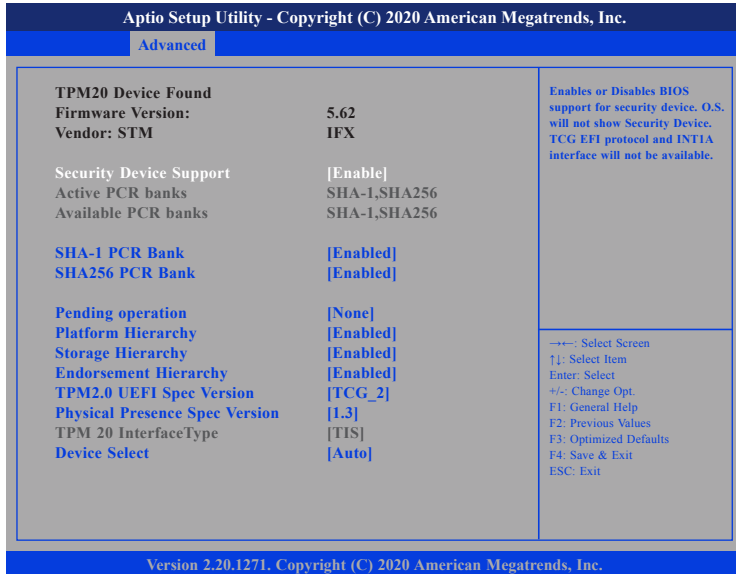 Aptio Setup Utility - Copyright (C) 2020 American Megatrends, Inc.
Advanced
TPM20 Device Found
Firmware Version: 5.62
Vendor: STM IFX
Security Device Support [Enable]
Active PCR banks SHA-1,SHA256
Available PCR banks SHA-1,SHA256
SHA-1 PCR Bank [Enabled]
SHA256 PCR Bank [Enabled]
Pending operation [None]
Platform Hierarchy [Enabled]
Storage Hierarchy [Enabled]
Endorsement Hierarchy [Enabled]
TPM2.0 UEFI Spec Version [TCG_2]
Physical Presence Spec Version [1.3]
TPM 20 InterfaceType [TIS]
Device Select [Auto]
Enables or Disables BIOS
support for security device. O.S.
will not show Security Device.
TCG EFI protocol and INT1A
interface will not be available.
→←: Select Screen
↑↓: Select Item
Enter: Select
+/-: Change Opt.
F1: General Help
F2: Previous Values
F3: Optimized Defaults
F4: Save & Exit
ESC: Exit
Version 2.20.1271. Copyright (C) 2020 American Megatrends, Inc.